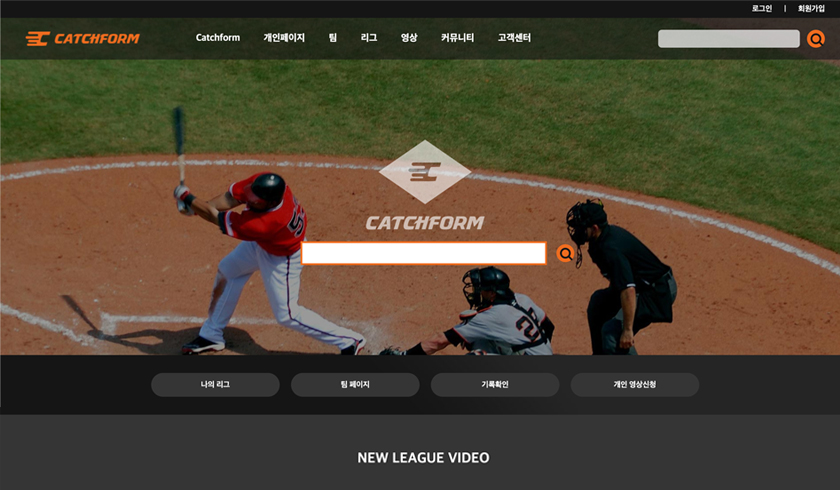 로그인 | 회원가입
CATCHFORM
Catchform 개인페이지 팀 리그 영상 커뮤니티 고객센터
CATCHFORM
5
28
나의 리그 팀 페이지 기록확인 개인 영상신청
NEW LEAGUE VIDEO